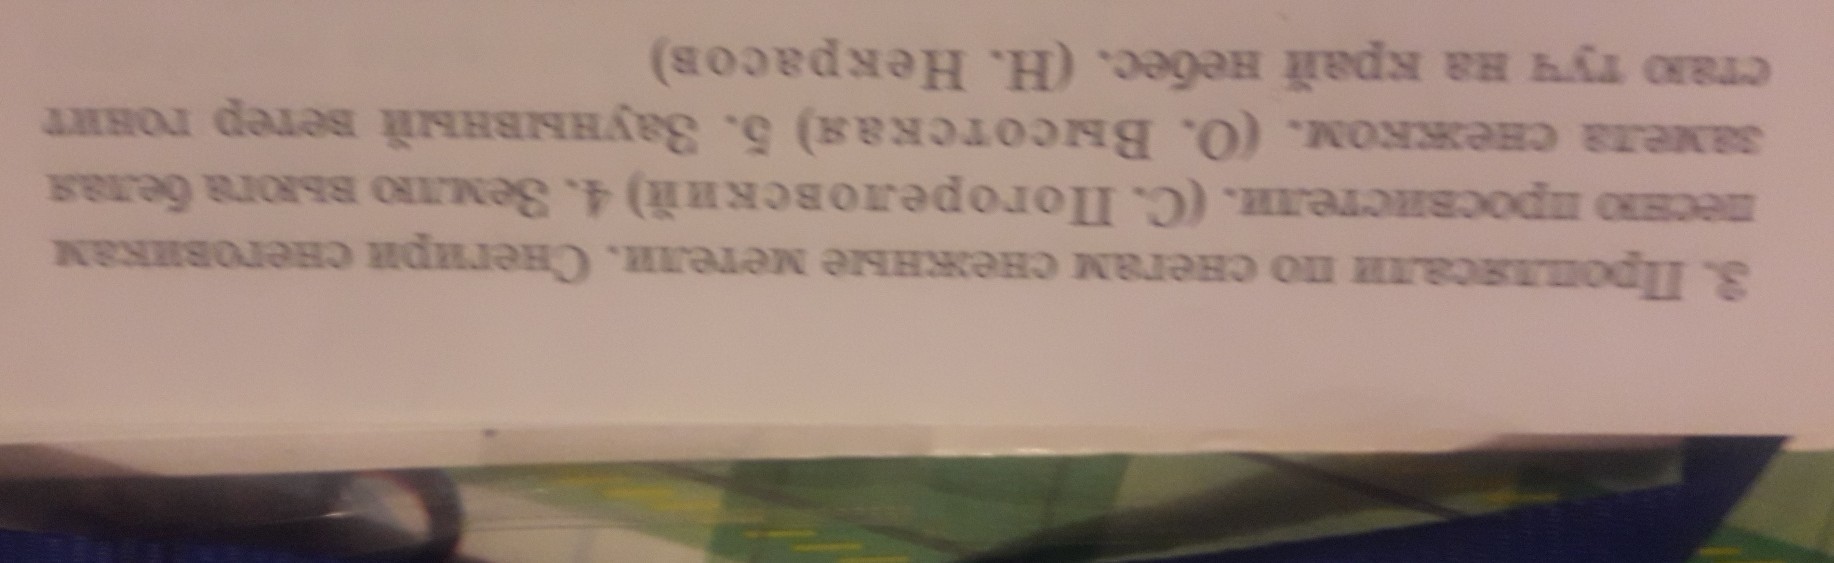 3. Проплясали по снегам снежные метели. Снегири снеговикам
песню просвистели. (С. Погореловский) 4. Землю вьюга белая
замела снежком. (О. Высотская) 5. Заунывный ветер гонит
стаю туч на край небес. (Н. Некрасов)